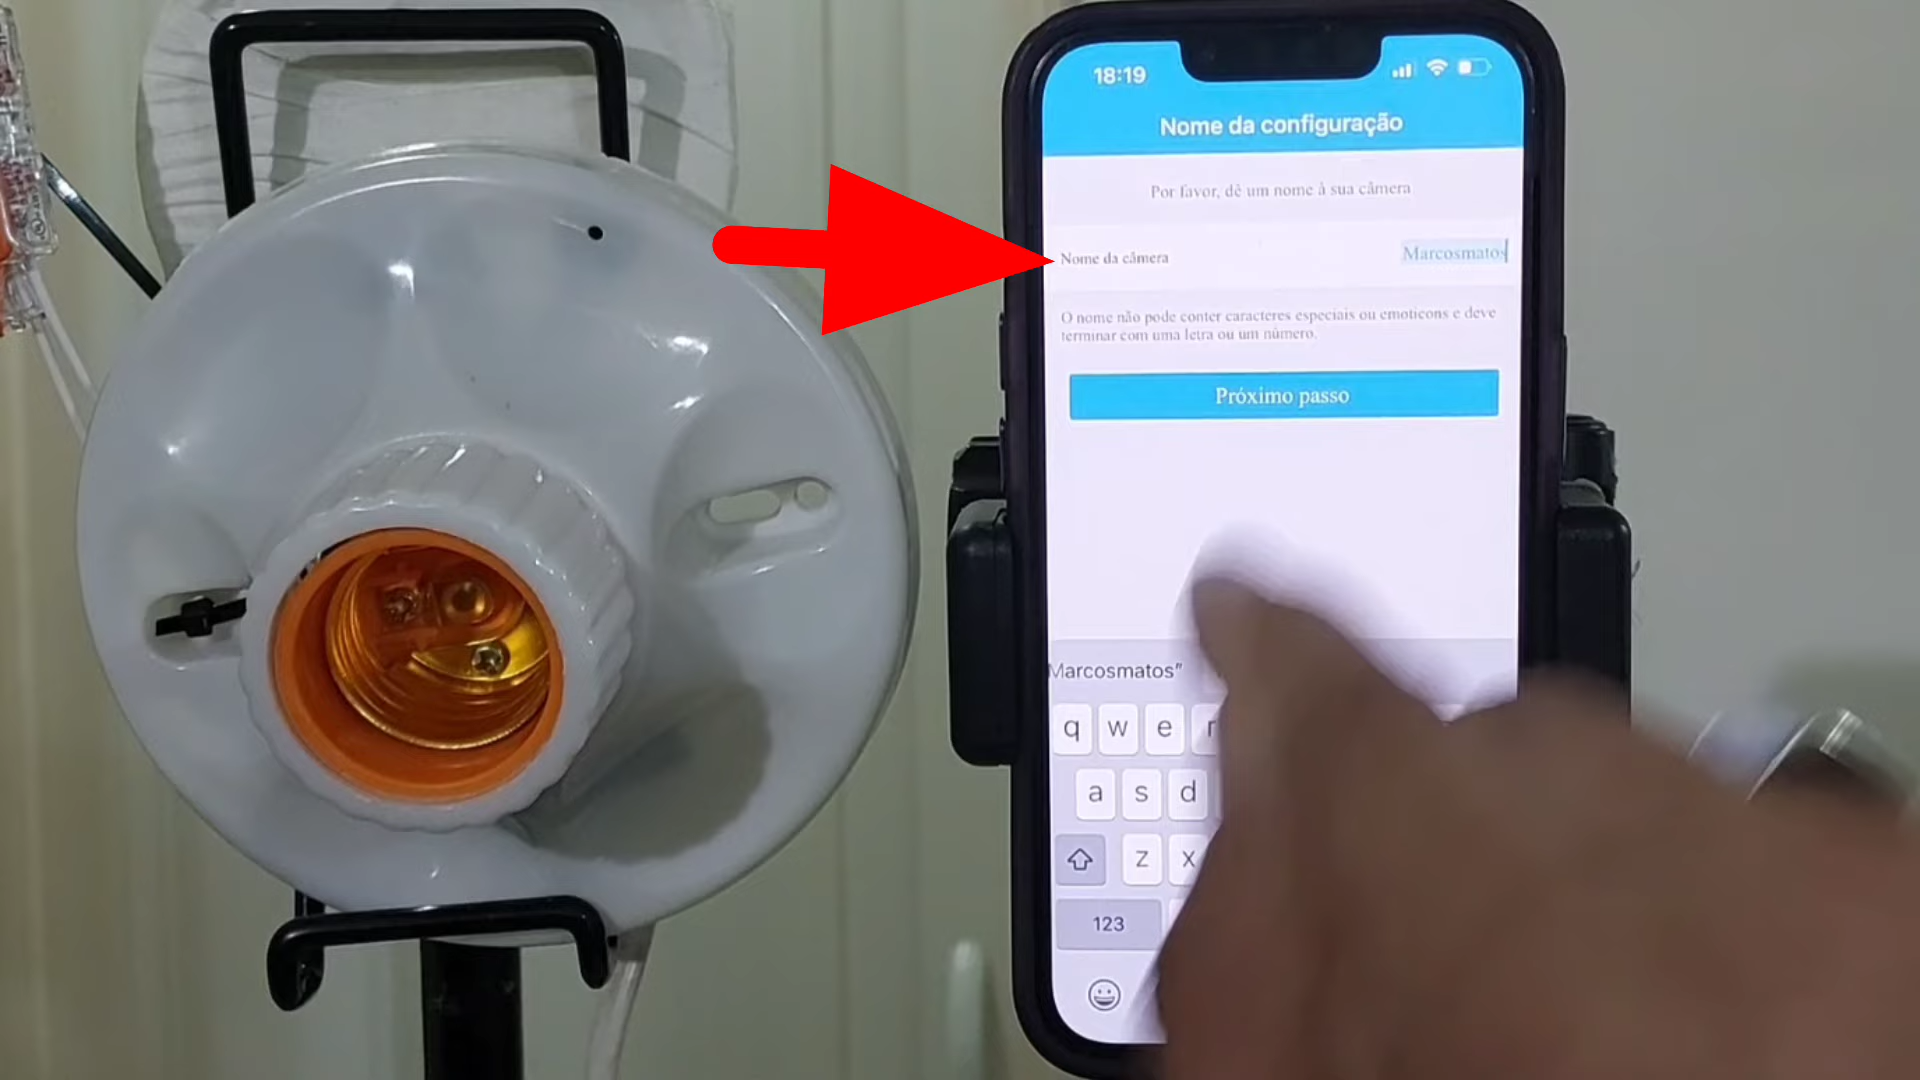 18:19
Nome da configuração
Por favor, dê um nome à sua câmera
Nome da câmera
Marcosmatos
O nome não pode conter caracteres especiais ou emoticons e deve
terminar com uma letra ou um número.
Próximo passo
Marcosmatos"
q w e r
a s d
z x
123